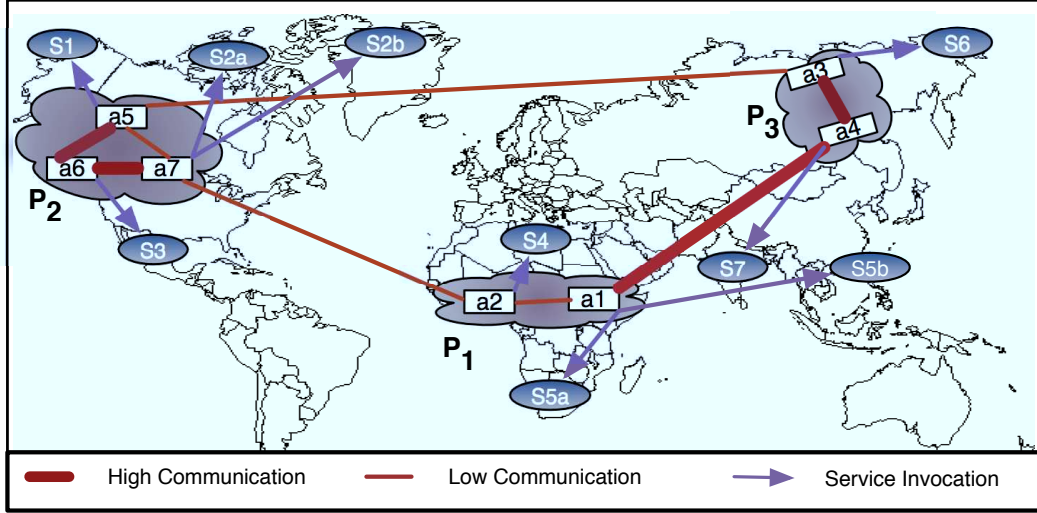 S1
S2a
S2b
S6
a3
a5
P3
a4
a6
a7
P2
S3
S4
S7
S5b
a2
a1
P1
S5a
High Communication
Low Communication
Service Invocation